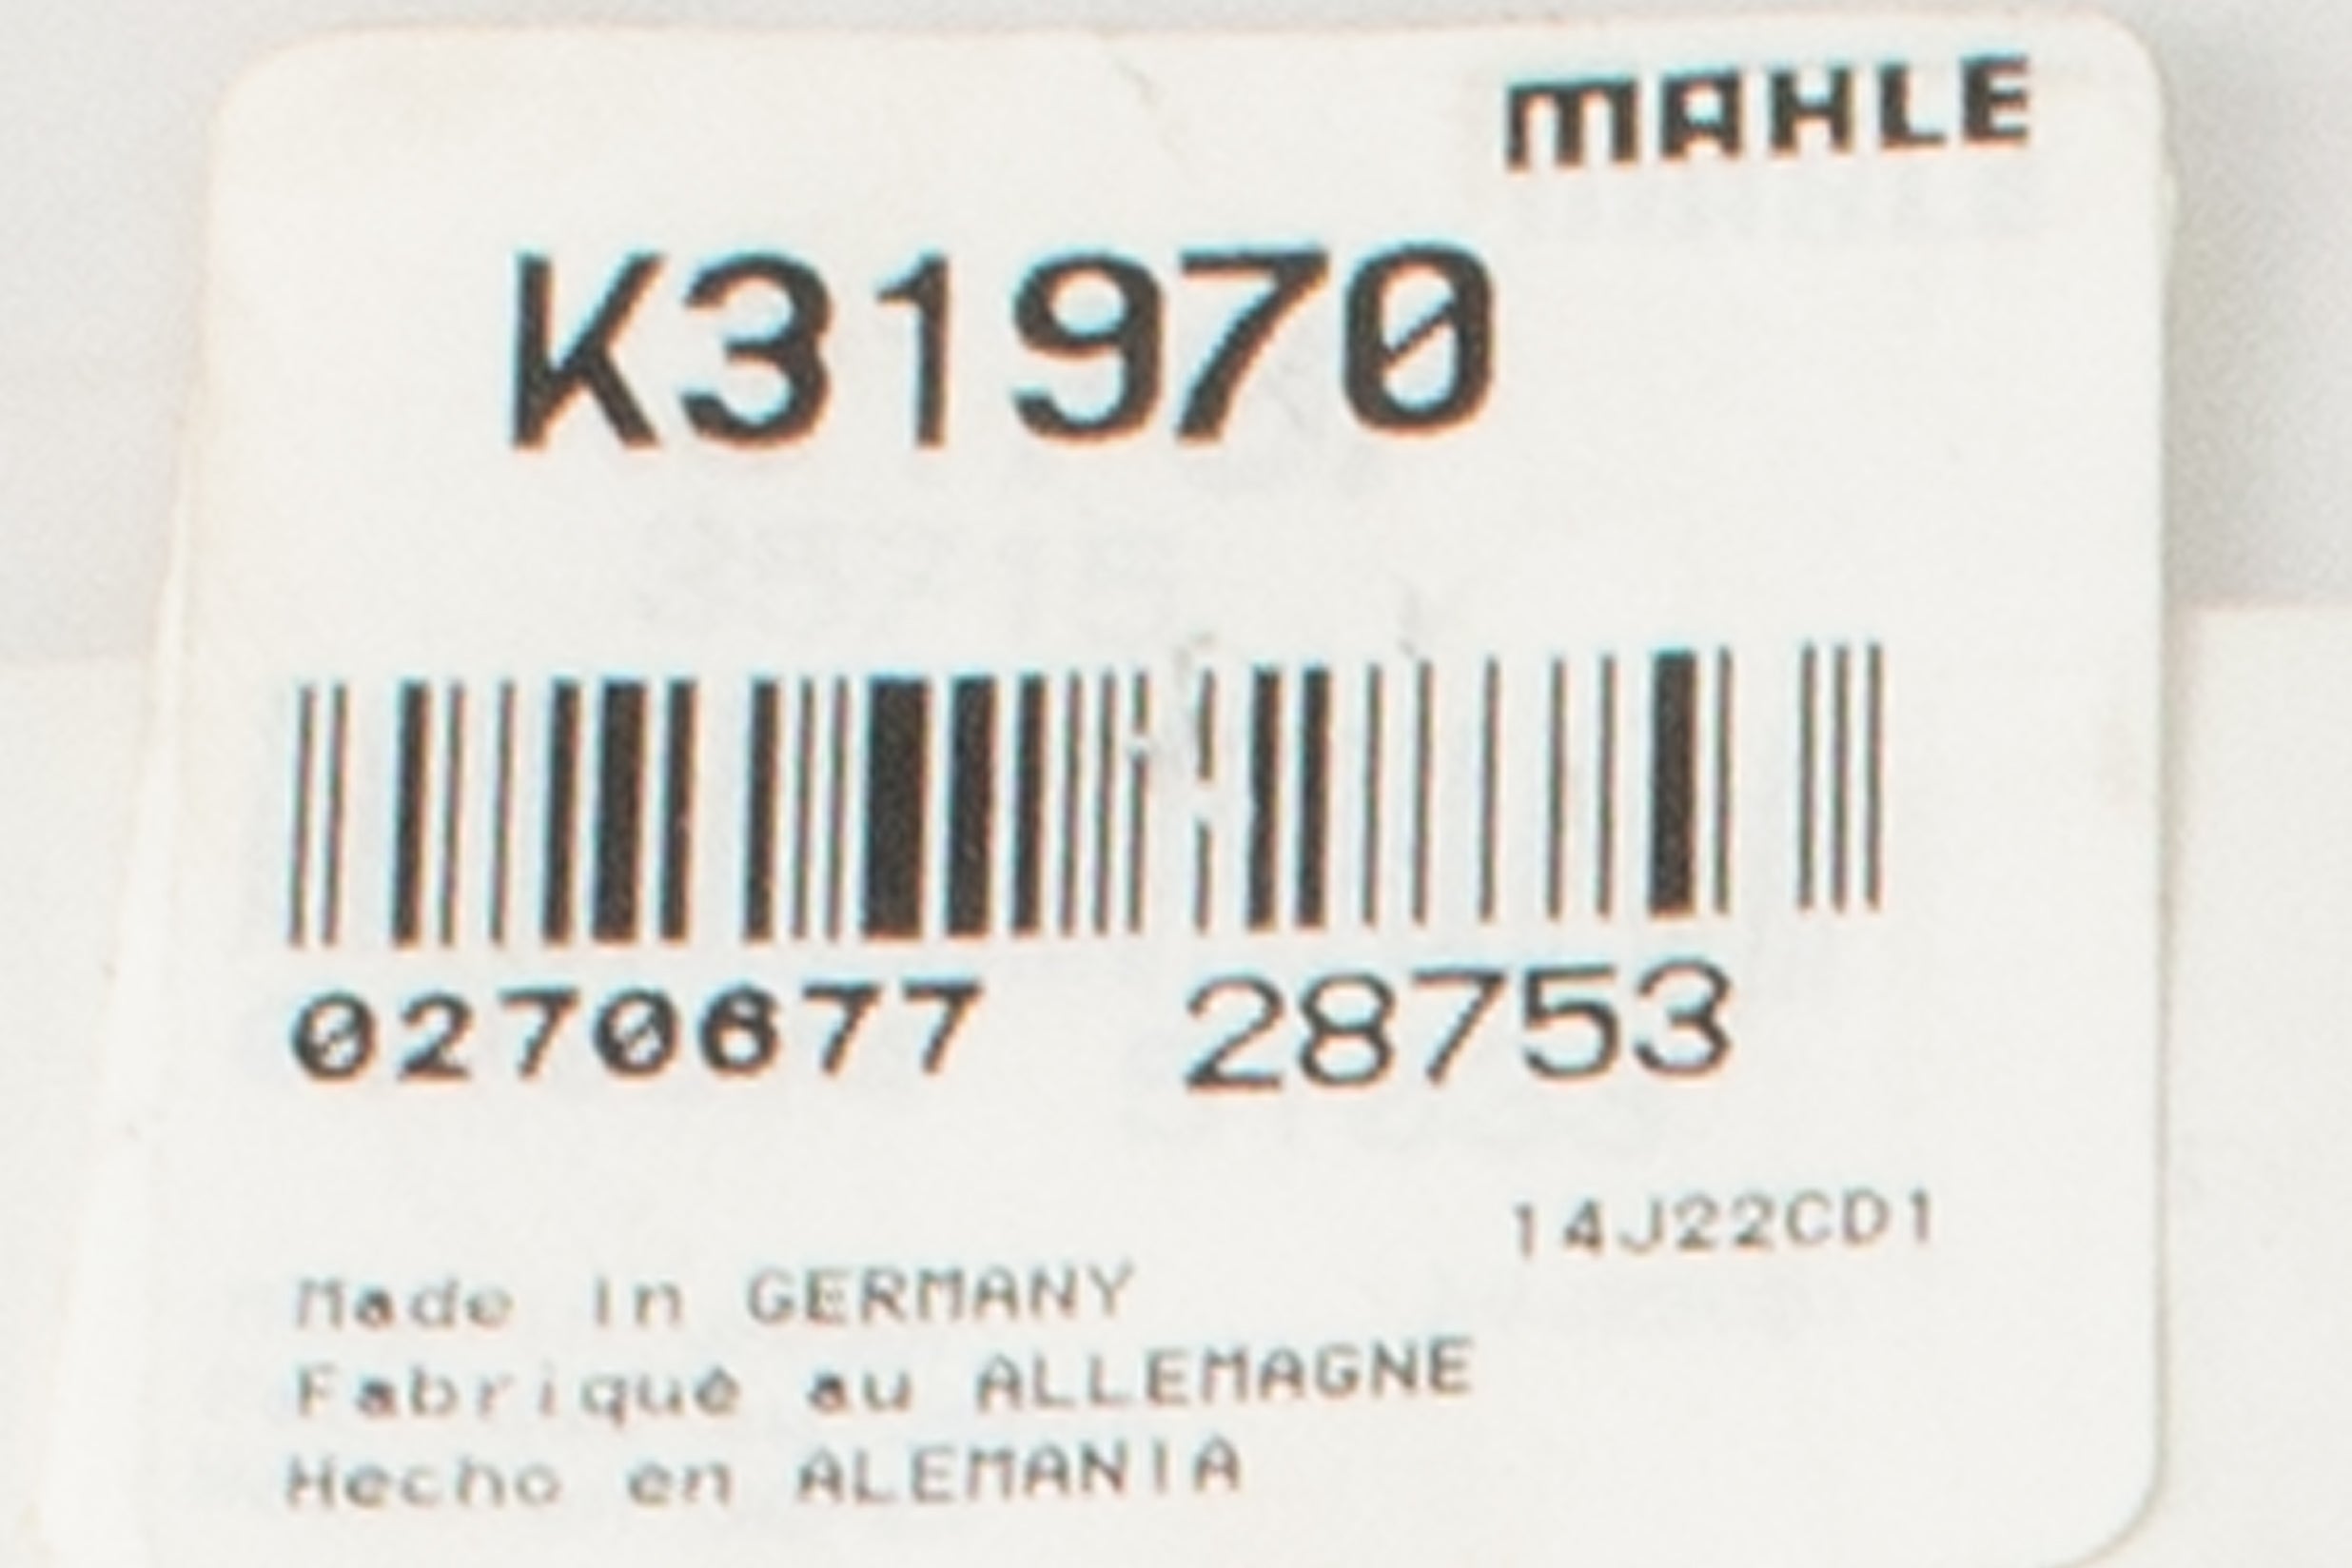 MAHLE
K31970
0270677 28753
14J22CD1
Made in GERMANY
Fabriqué au ALLEMAGNE
Hecho en ALEMANIA